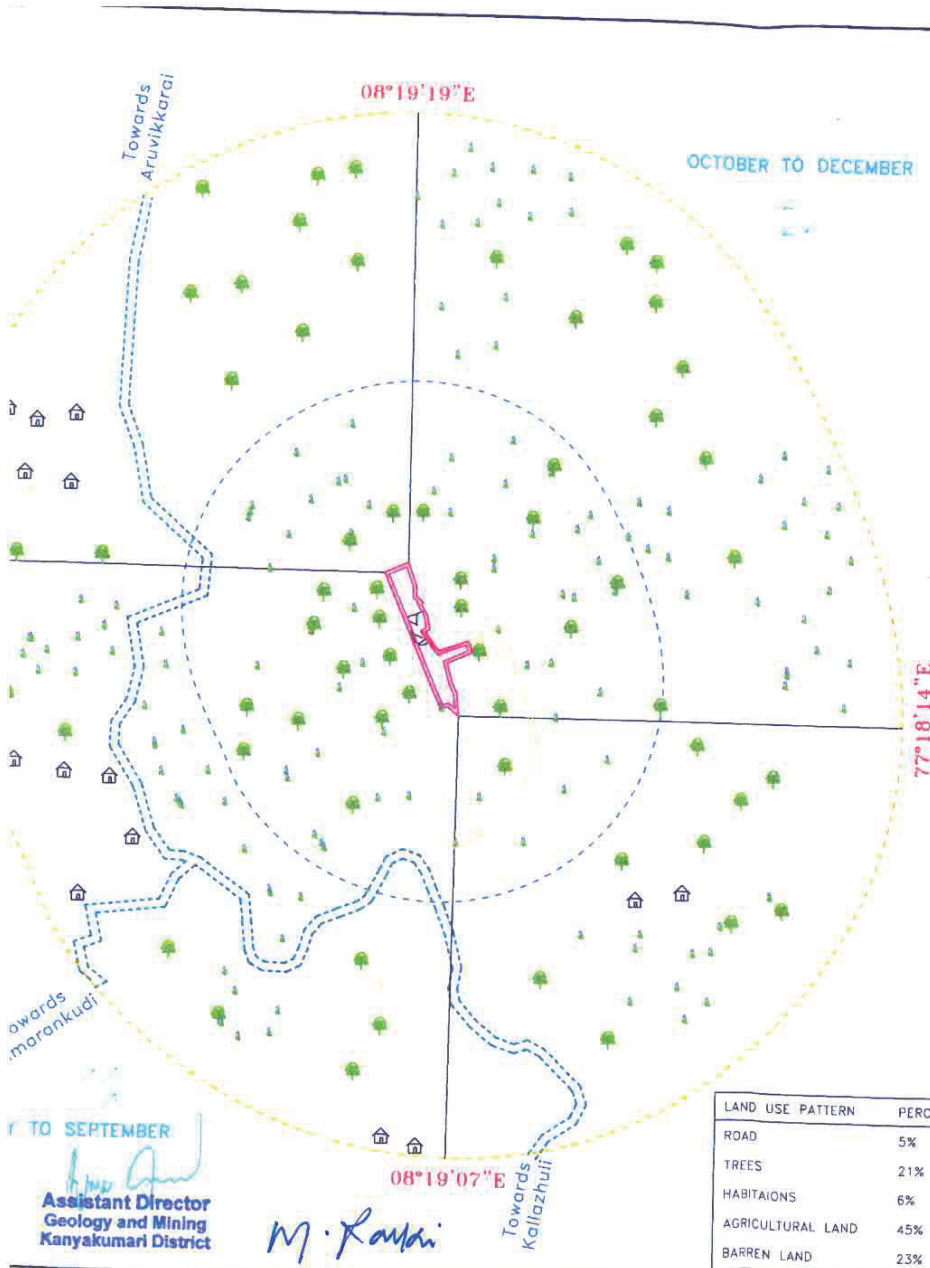 08°19'19"E
Towards
Aruvikkarai
OCTOBER TO DECEMBER
77°18'14"E
owards
marankudi
TO SEPTEMBER
Assistant Director
Geology and Mining
Kanyakumari District
08°19'07"E
Towards
Kallazhuli
LAND USE PATTERN PERC
ROAD 5%
TREES 21%
HABITAIONS 6%
AGRICULTURAL LAND 45%
BARREN LAND 23%